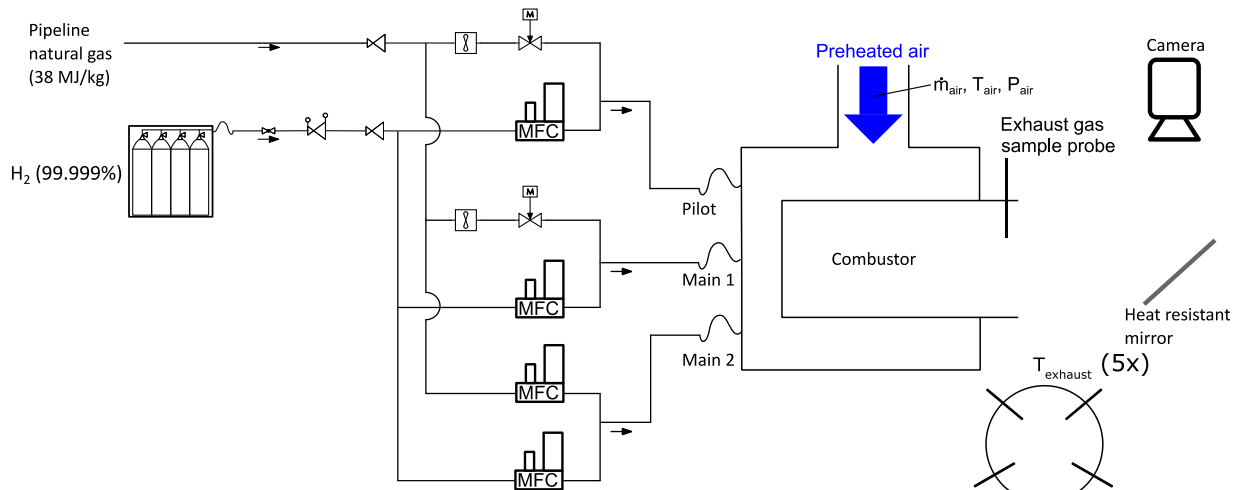 Pipeline
natural gas
(38 MJ/kg)
H₂ (99.999%)
M
MFC
M
MFC
MFC
MFC
Pilot
Main 1
Main 2
Preheated air
ṁair, Tair, Pair
Combustor
Exhaust gas
sample probe
Camera
Heat resistant
mirror
Texhaust (5x)